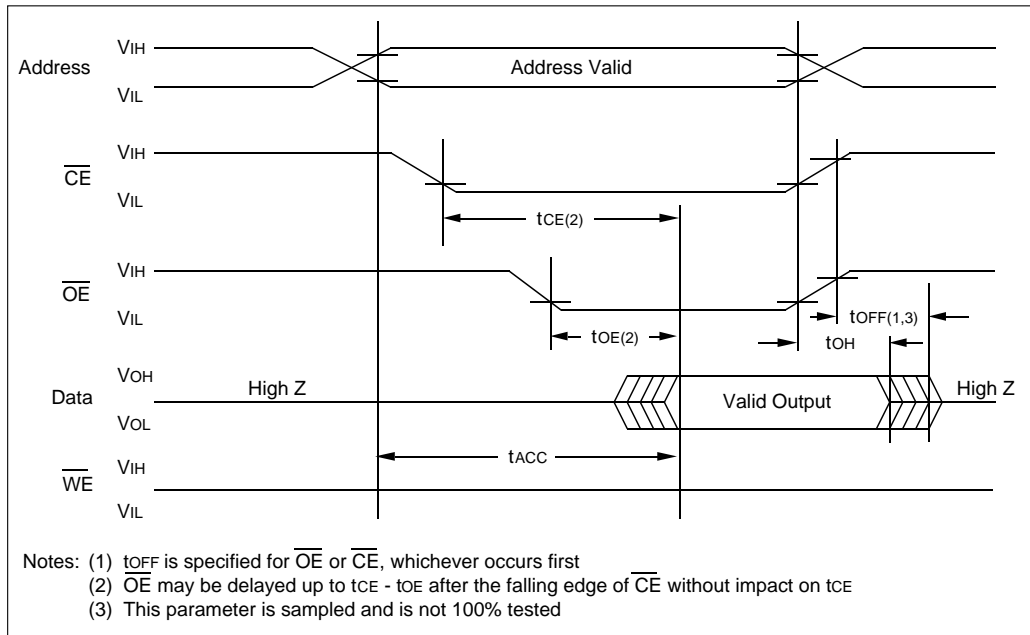 VIH
Address
Address Valid
VIL
VIH
CE
VIL
tCE(2)
VIH
OE
VIL
tOE(2)
tOFF(1,3)
tOH
VOH
Data
High Z
Valid Output
High Z
VOL
tACC
VIH
WE
VIL
Notes: (1) tOFF is specified for OE or CE, whichever occurs first
(2) OE may be delayed up to tCE - tOE after the falling edge of CE without impact on tCE
(3) This parameter is sampled and is not 100% tested